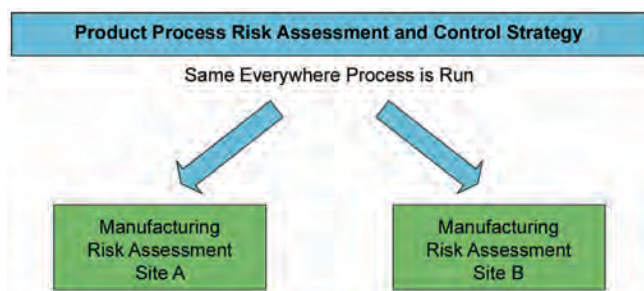 Product Process Risk Assessment and Control Strategy
Same Everywhere Process is Run
Manufacturing
Risk Assessment
Site A
Manufacturing
Risk Assessment
Site B